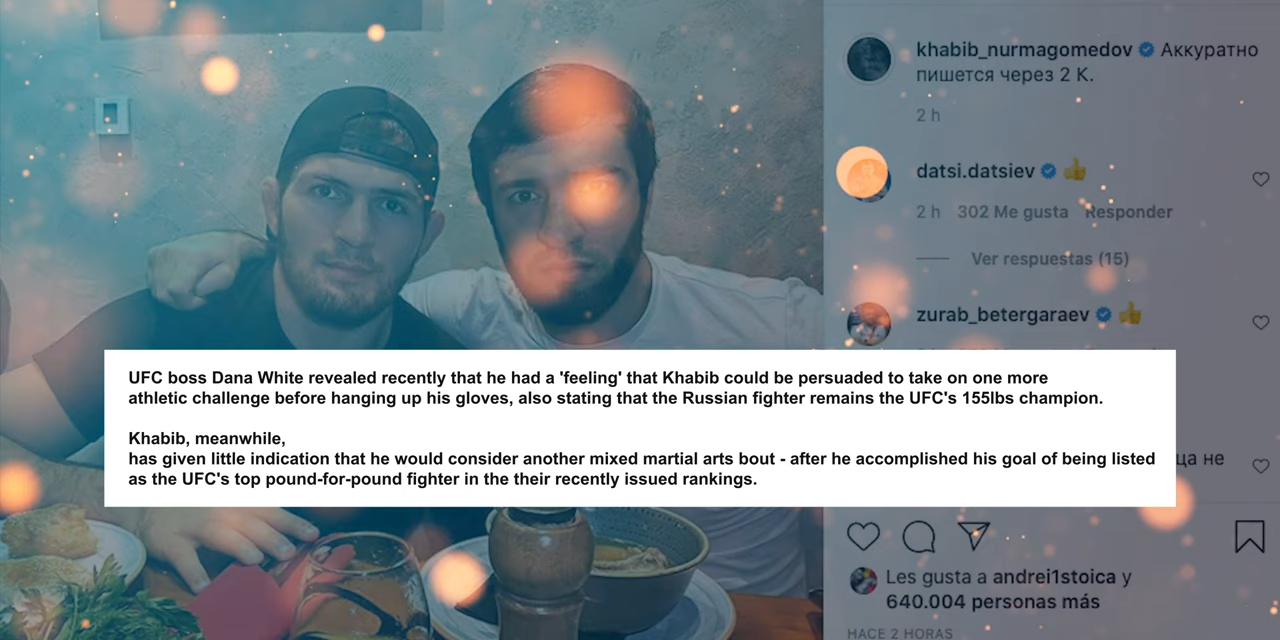 khabib_nurmagomedov Аккуратно
пишется через 2 К.
2 h
datsi.datsiev
2 h 302 Me gusta Responder
Ver respuestas (15)
zurab_betergaraev
UFC boss Dana White revealed recently that he had a 'feeling' that Khabib could be persuaded to take on one more
athletic challenge before hanging up his gloves, also stating that the Russian fighter remains the UFC's 155lbs champion.
Khabib, meanwhile,
has given little indication that he would consider another mixed martial arts bout - after he accomplished his goal of being listed
as the UFC's top pound-for-pound fighter in the their recently issued rankings.
не
Les gusta a andrei1stoica y
640.004 personas más
HACE 2 HORAS